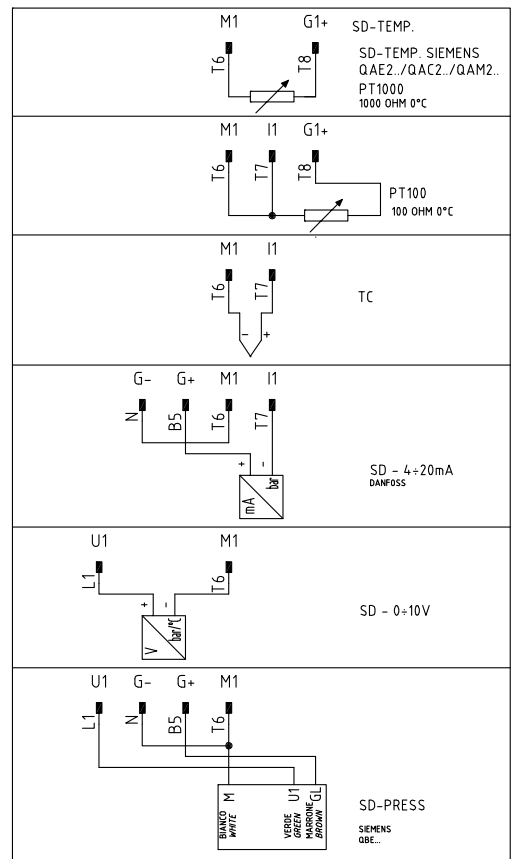 M1 G1+ SD-TEMP.
T6 T8 SD-TEMP. SIEMENS
QAE2../QAC2../QAM2..
PT1000
1000 OHM 0°C
M1 I1 G1+
T6 T7 T8
PT100
100 OHM 0°C
M1 I1
T6 T7
TC
- +
G- G+ M1 I1
N B5 T6 T7
+ -
mA bar
SD - 4÷20mA
DANFOSS
U1 M1
L1 T6
+ -
V bar/°C
SD - 0÷10V
U1 G- G+ M1
L1 N B5 T6
M U1 GL
BIANCO VERDE MARRONE
WHITE GREEN BROWN
SD-PRESS
SIEMENS
QBE...